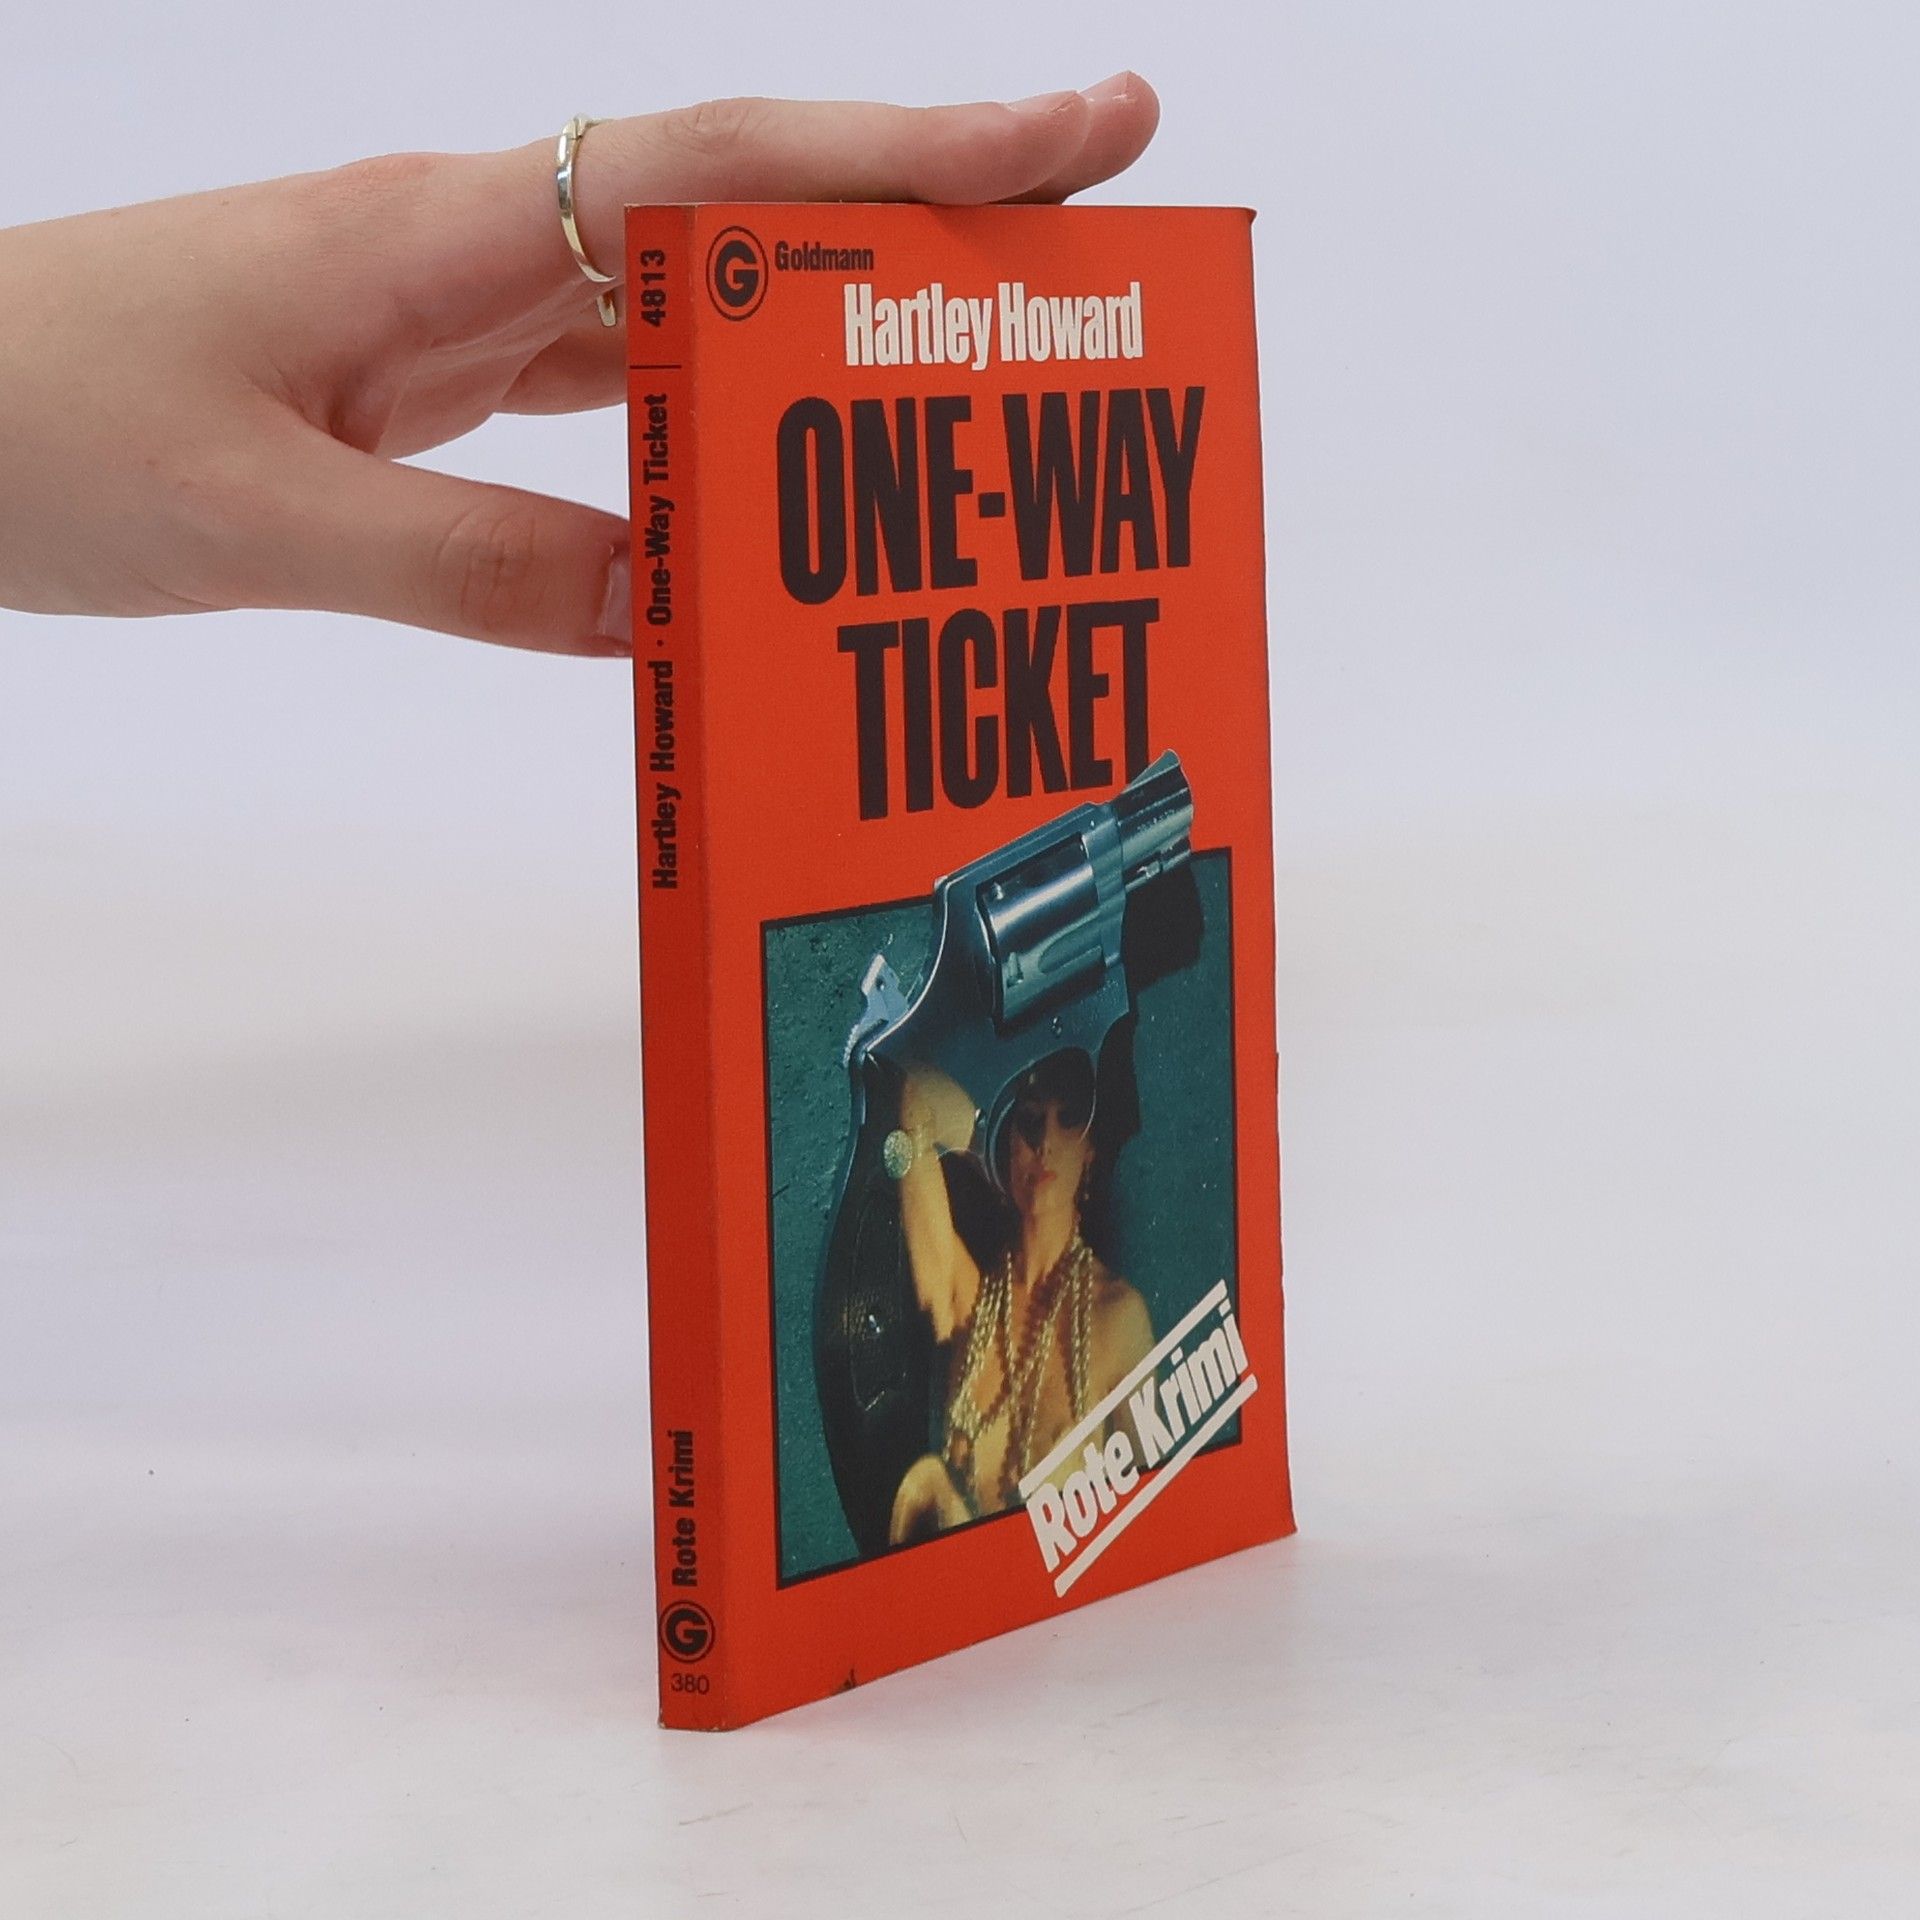 4813
Hartley Howard · One-Way Ticket
Rote Krimi
G
380
G
Goldmann
Hartley Howard
ONE-WAY
TICKET
Rote Krimi